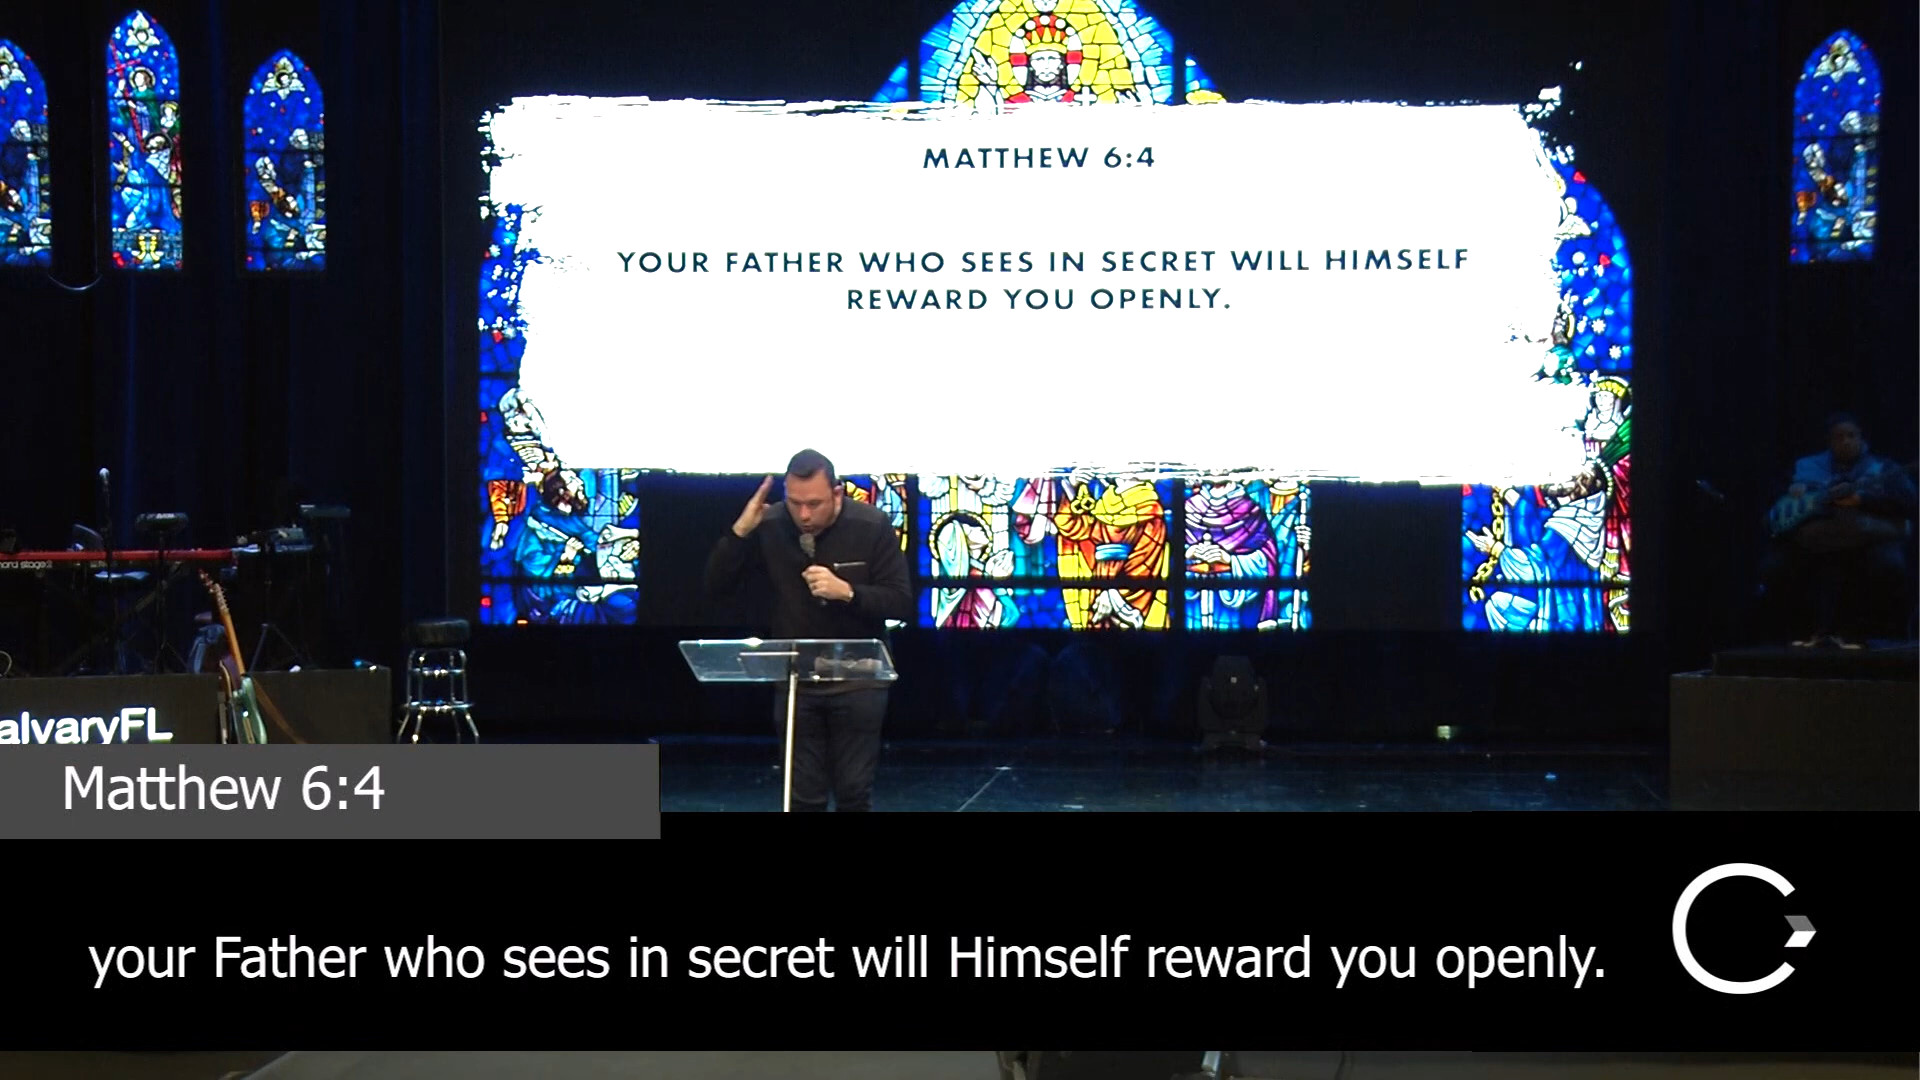 MATTHEW 6:4
YOUR FATHER WHO SEES IN SECRET WILL HIMSELF
REWARD YOU OPENLY.
alvaryFL
Matthew 6:4
your Father who sees in secret will Himself reward you openly.